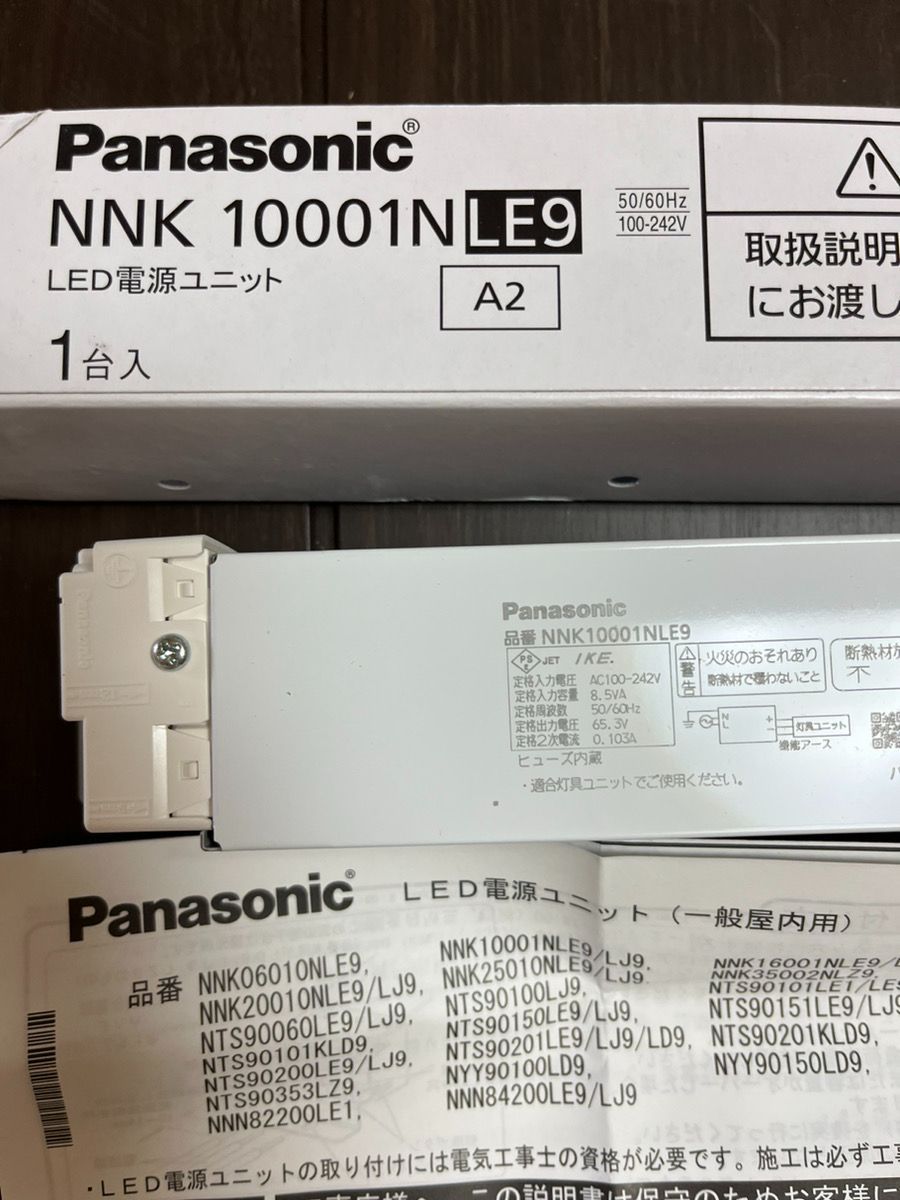 Panasonic®
NNK 10001NLE9
50/60Hz
100-242V
LED電源ユニット
A2
1台入
取扱説明
にお渡し
Panasonic
Panasonic
品番 NNK10001NLE9
PS E JET IKE.
定格入力電圧 AC100-242V
定格入力容量 8.5VA
定格周波数 50/60Hz
定格出力電圧 65.3V
定格2次電流 0.103A
ヒューズ内蔵
・適合灯具ユニットでご使用ください。
警告
火災のおそれあり
断熱材で覆わないこと
断熱材
不
N
L
+
-
灯具ユニット
機能アース
Panasonic®
LED電源ユニット(一般屋内用)
品番
NNK06010NLE9,
NNK20010NLE9/LJ9,
NTS90060LE9/LJ9,
NTS90101KLD9,
NTS90200LE9/LJ9,
NTS90353LZ9,
NNN82200LE1,
NNK10001NLE9/LJ9,
NNK25010NLE9/LJ9,
NTS90100LJ9,
NTS90150LE9/LJ9,
NTS90201LE9/LJ9/LD9,
NYY90100LD9,
NNN84200LE9/LJ9
NNK16001NLE9/L
NNK35002NLZ9,
NTS90101LE1/LE9
NTS90151LE9/LJ9
NTS90201KLD9,
NYY90150LD9,
・LED電源ユニットの取り付けには電気工事士の資格が必要です。施工は必ず工